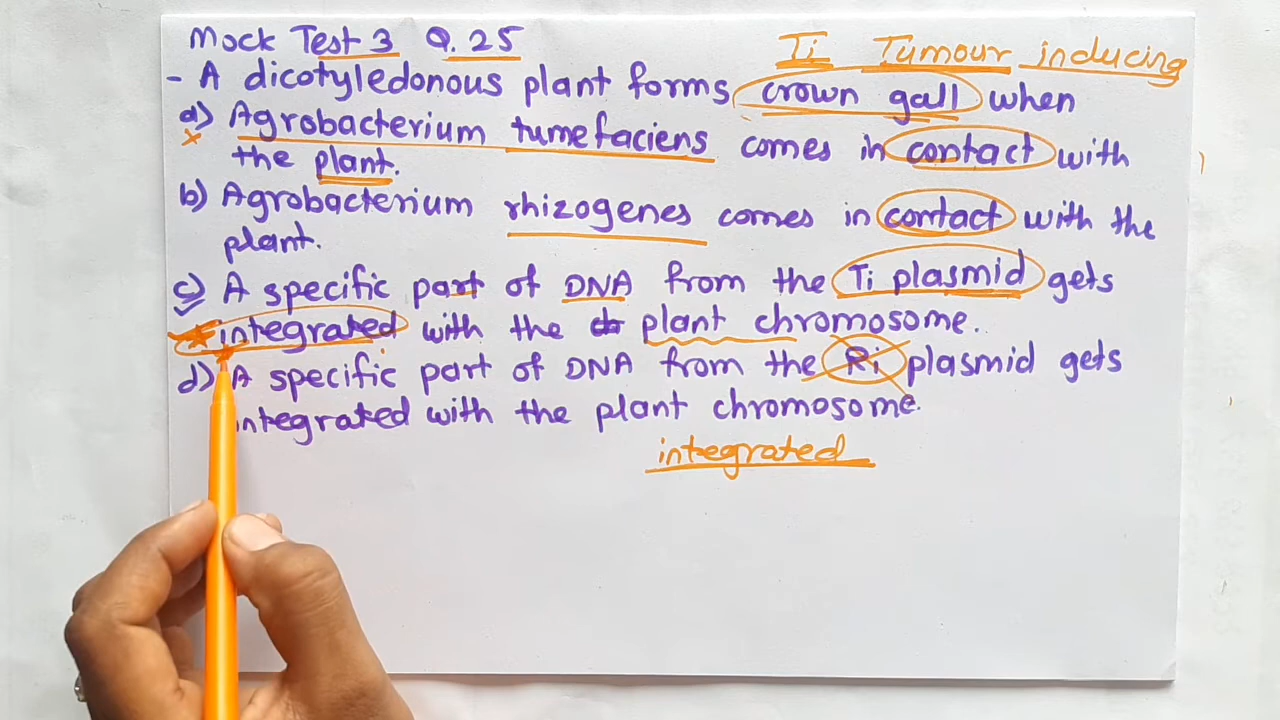 Mock Test 3 Q.25
Ti Tumour inducing
- A dicotyledonous plant forms crown gall when
a) Agrobacterium tumefaciens comes in contact with
the plant.
b) Agrobacterium rhizogenes comes in contact with the
plant.
c) A specific part of DNA from the Ti plasmid gets
integrated with the plant chromosome.
d) A specific part of DNA from the Ri plasmid gets
integrated with the plant chromosome.
integrated